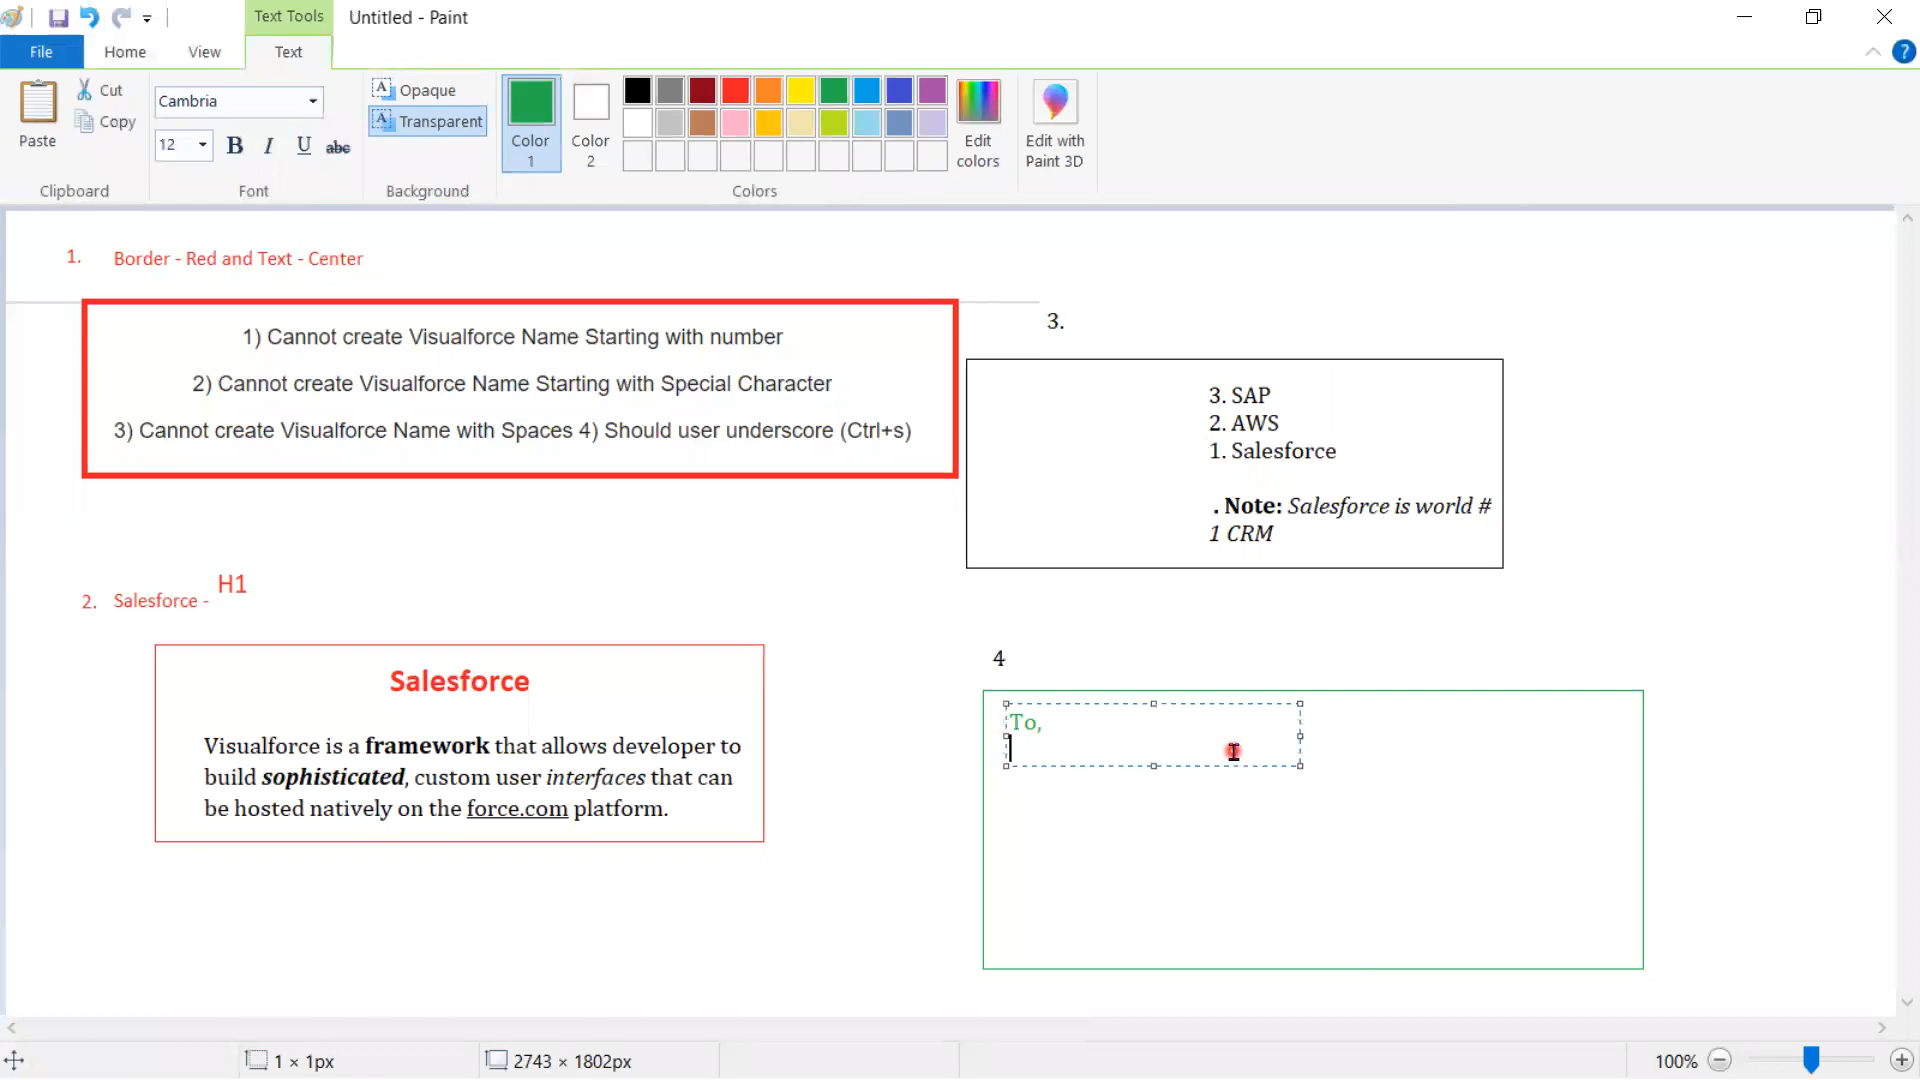 Text Tools
Untitled - Paint
File
Home
View
Text
Paste
Cut
Copy
Clipboard
Cambria
12
B
I
U
abc
Font
A Opaque
A Transparent
Background
Color
1
Color
2
Colors
Edit
colors
Edit with
Paint 3D
?
1.
Border - Red and Text - Center
1) Cannot create Visualforce Name Starting with number
2) Cannot create Visualforce Name Starting with Special Character
3) Cannot create Visualforce Name with Spaces 4) Should user underscore (Ctrl+s)
3.
3. SAP
2. AWS
1. Salesforce
. Note: Salesforce is world #
1 CRM
2.
Salesforce -
H1
Salesforce
Visualforce is a framework that allows developer to
build sophisticated, custom user interfaces that can
be hosted natively on the force.com platform.
4
To,
1 × 1px
2743 × 1802px
100%